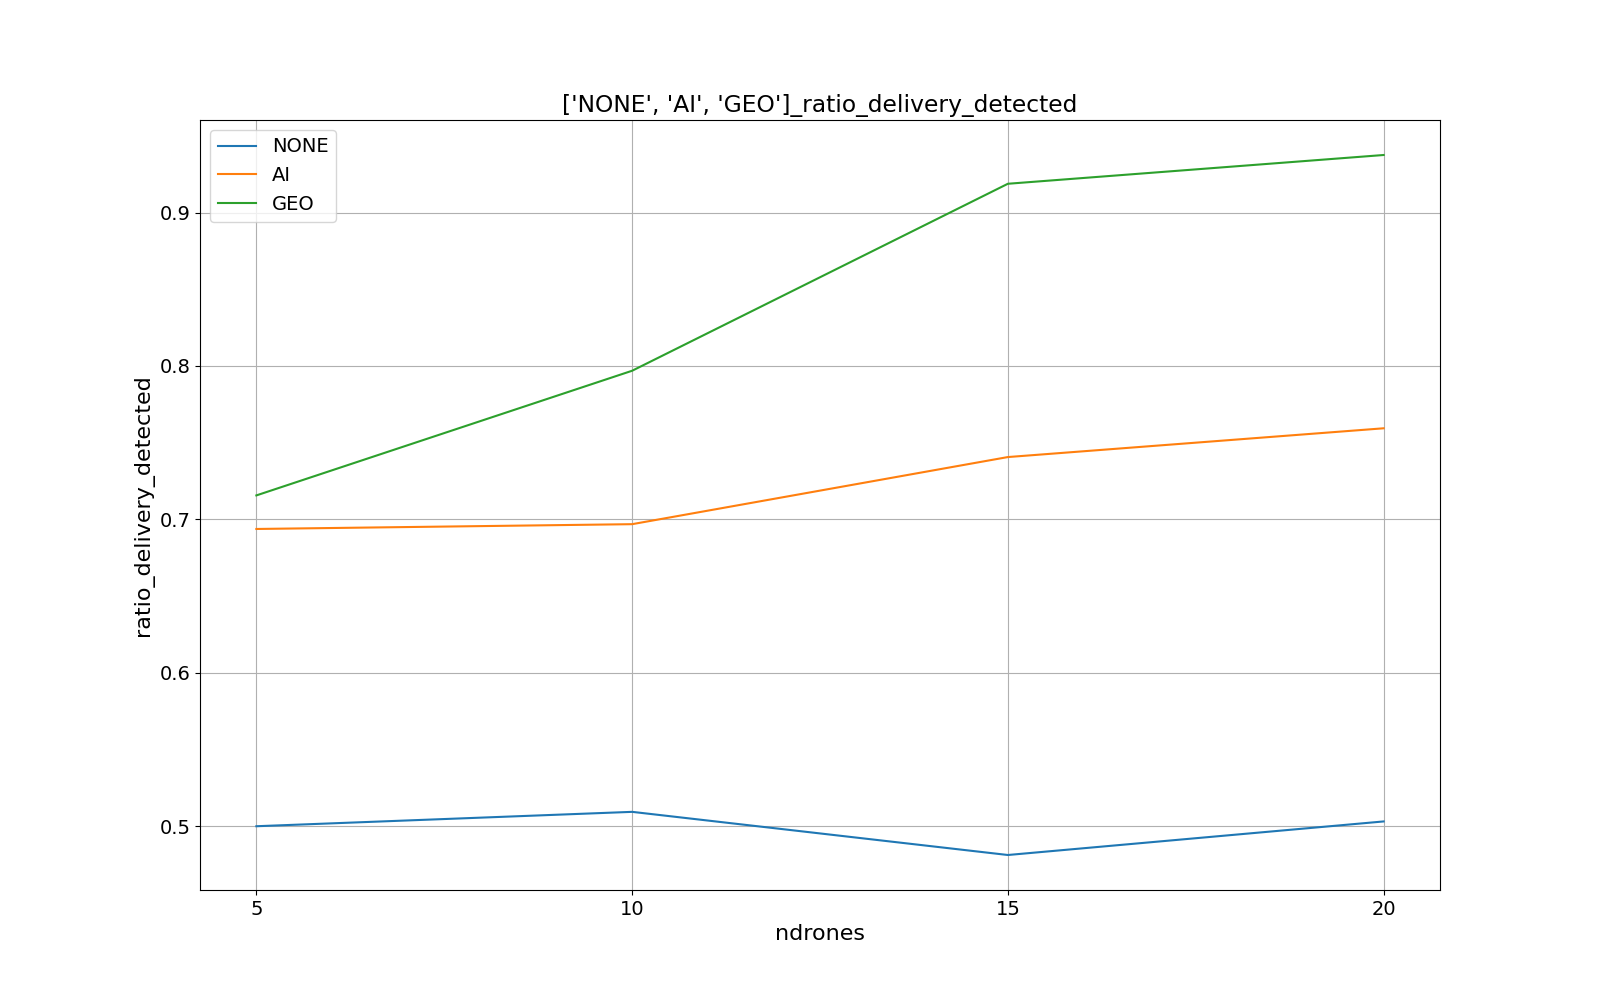 ['NONE', 'AI', 'GEO']_ratio_delivery_detected
NONE
AI
GEO
0.9
0.8
0.7
0.6
0.5
ratio_delivery_detected
5 10 15 20
ndrones